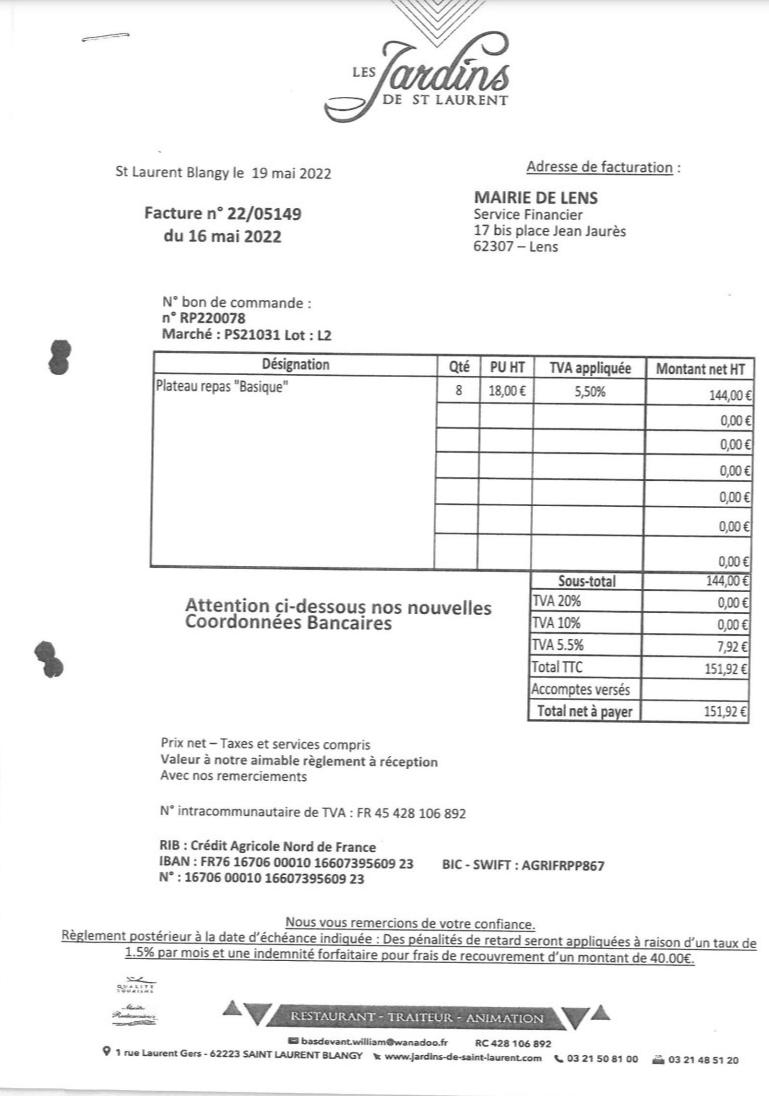 LES Jardins
DE ST LAURENT
St Laurent Blangy le 19 mai 2022
Adresse de facturation :
Facture n° 22/05149
du 16 mai 2022
MAIRIE DE LENS
Service Financier
17 bis place Jean Jaurès
62307 – Lens
N° bon de commande :
n° RP220078
Marché : PS21031 Lot : L2
Désignation Qté PU HT TVA appliquée Montant net HT
Plateau repas "Basique" 8 18,00 € 5,50% 144,00 €
0,00 €
0,00 €
0,00 €
0,00 €
0,00 €
0,00 €
Sous-total 144,00 €
TVA 20% 0,00 €
TVA 10% 0,00 €
TVA 5.5% 7,92 €
Total TTC 151,92 €
Accomptes versés
Total net à payer 151,92 €
Attention ci-dessous nos nouvelles
Coordonnées Bancaires
Prix net – Taxes et services compris
Valeur à notre aimable règlement à réception
Avec nos remerciements
N° intracommunautaire de TVA : FR 45 428 106 892
RIB : Crédit Agricole Nord de France
IBAN : FR76 16706 00010 16607395609 23 BIC - SWIFT : AGRIFRPP867
N° : 16706 00010 16607395609 23
Nous vous remercions de votre confiance.
Règlement postérieur à la date d'échéance indiquée : Des pénalités de retard seront appliquées à raison d'un taux de
1.5% par mois et une indemnité forfaitaire pour frais de recouvrement d'un montant de 40.00€.
QUALITÉ
TOURISME
RESTAURANT - TRAITEUR - ANIMATION
basdevant.william@wanadoo.fr RC 428 106 892
1 rue Laurent Gers - 62223 SAINT LAURENT BLANGY www.jardins-de-saint-laurent.com 03 21 50 81 00 03 21 48 51 20